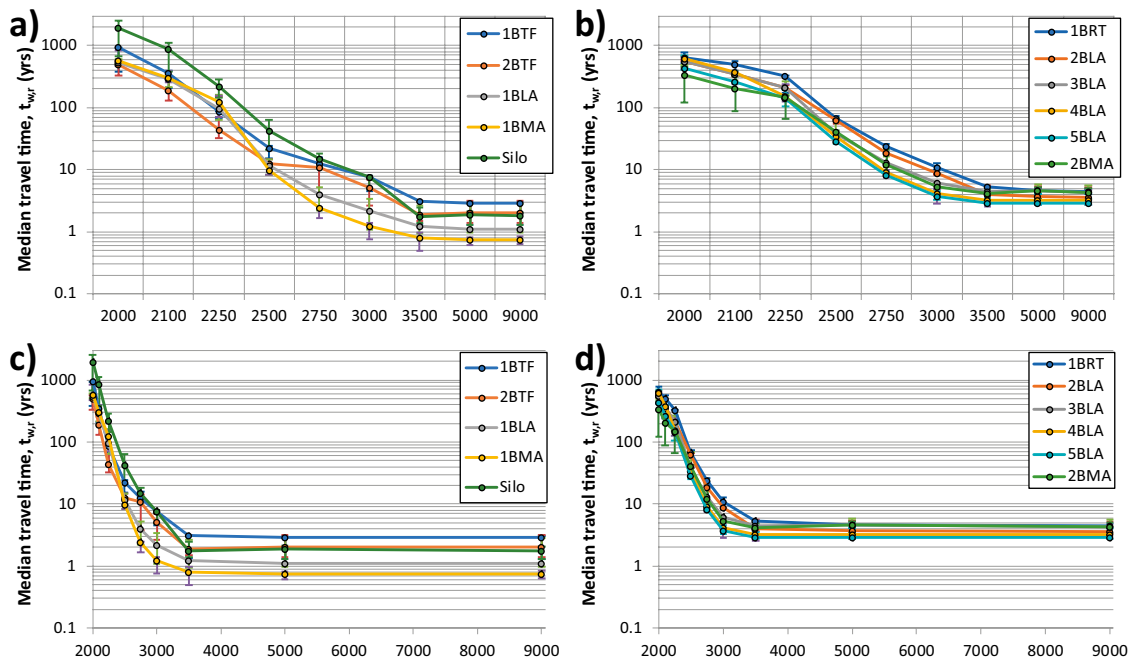 a)
Median travel time, t_w,r (yrs)
1000
100
10
1
0.1
2000 2100 2250 2500 2750 3000 3500 5000 9000
1BTF
2BTF
1BLA
1BMA
Silo
b)
Median travel time, t_w,r (yrs)
1000
100
10
1
0.1
2000 2100 2250 2500 2750 3000 3500 5000 9000
1BRT
2BLA
3BLA
4BLA
5BLA
2BMA
c)
Median travel time, t_w,r (yrs)
1000
100
10
1
0.1
2000 3000 4000 5000 6000 7000 8000 9000
1BTF
2BTF
1BLA
1BMA
Silo
d)
Median travel time, t_w,r (yrs)
1000
100
10
1
0.1
2000 3000 4000 5000 6000 7000 8000 9000
1BRT
2BLA
3BLA
4BLA
5BLA
2BMA